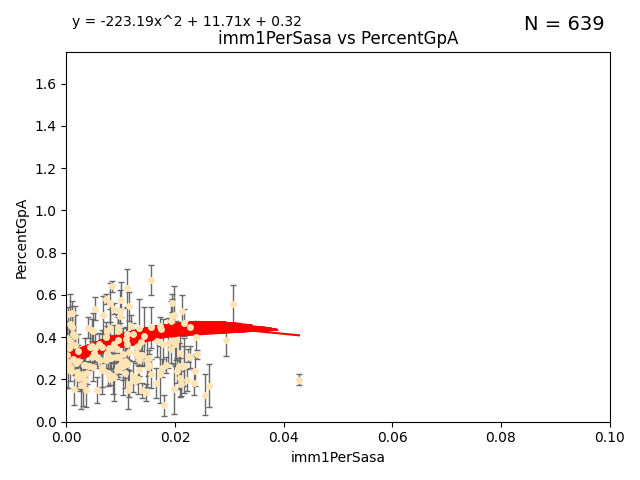 y = -223.19x^2 + 11.71x + 0.32
N = 639
imm1PerSasa vs PercentGpA
1.6
1.4
1.2
1.0
0.8
0.6
0.4
0.2
0.0
PercentGpA
0.00 0.02 0.04 0.06 0.08 0.10
imm1PerSasa